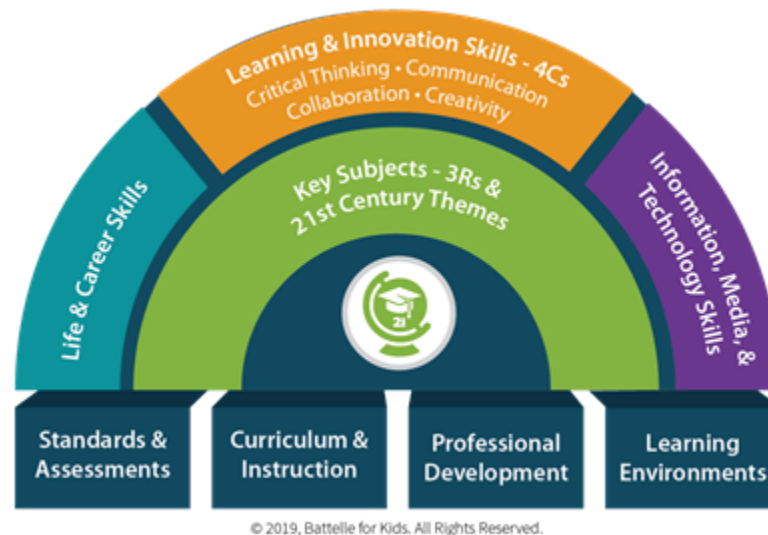 Learning & Innovation Skills - 4Cs
Critical Thinking • Communication
Collaboration • Creativity
Life & Career Skills
Key Subjects - 3Rs &
21st Century Themes
Information, Media, &
Technology Skills
21
Standards &
Assessments
Curriculum &
Instruction
Professional
Development
Learning
Environments
© 2019, Battelle for Kids. All Rights Reserved.